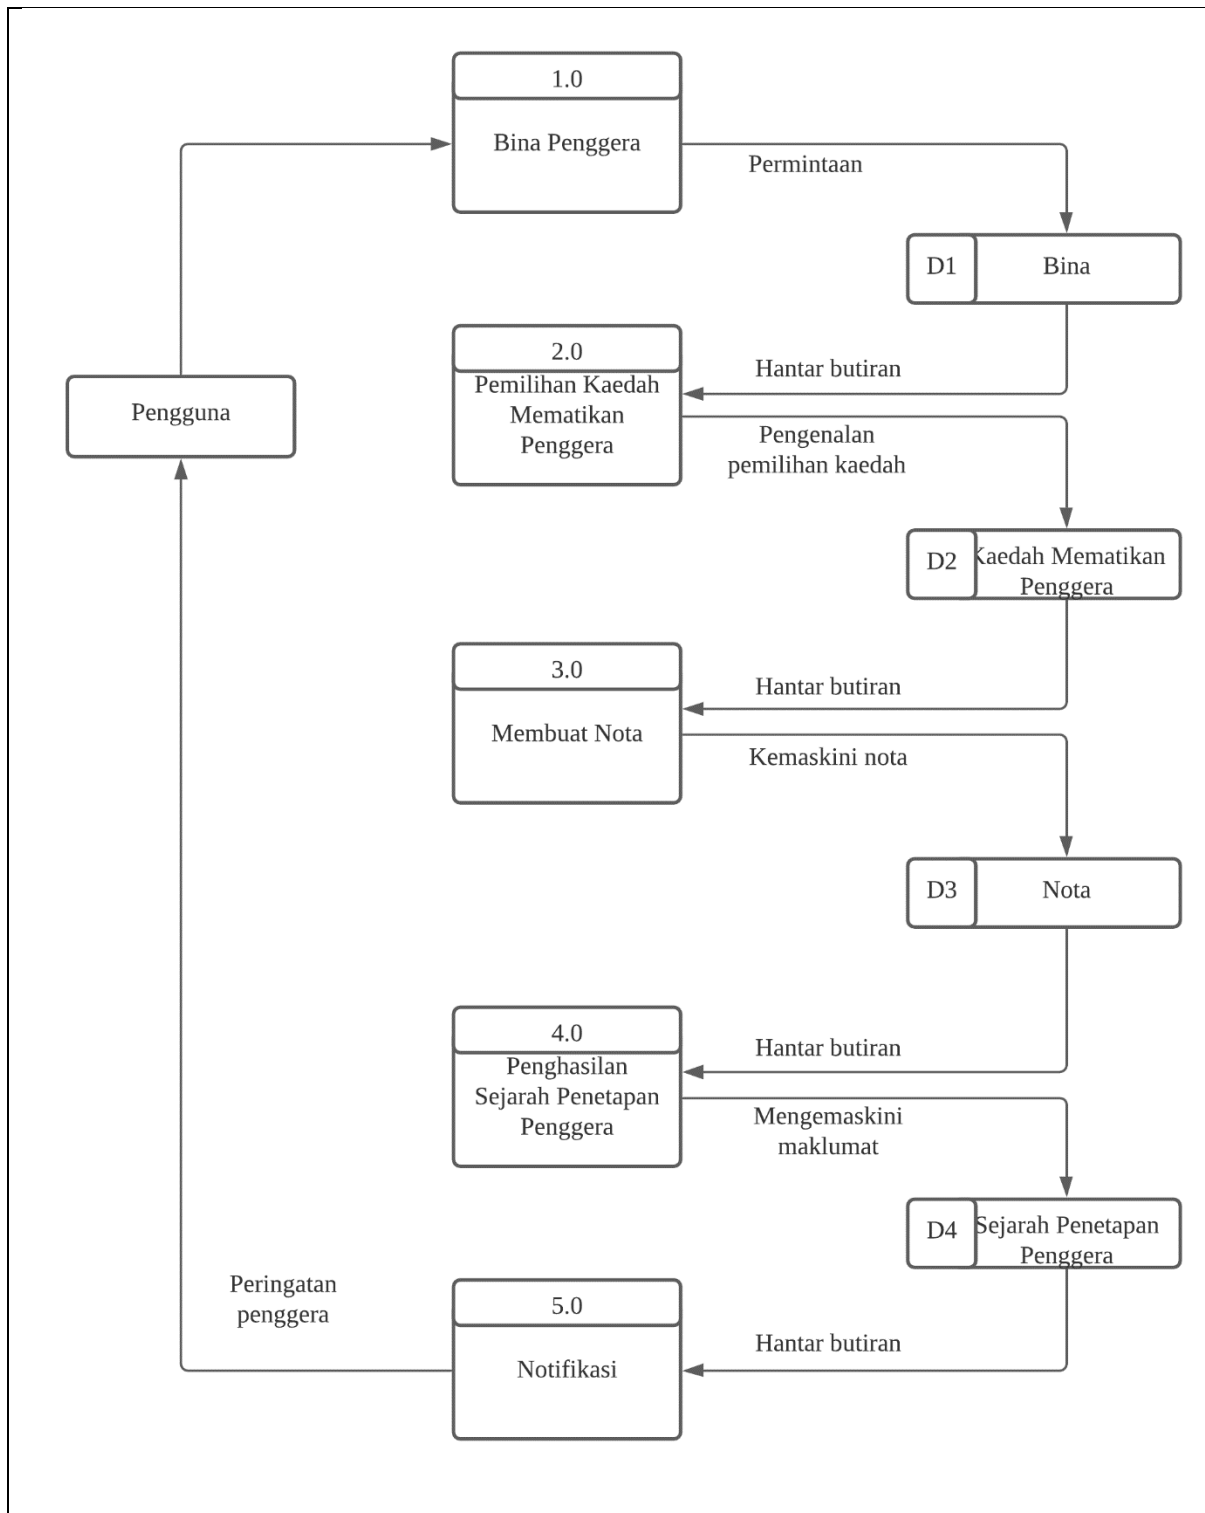 1.0
Bina Penggera
Permintaan
D1
Bina
2.0
Pemilihan Kaedah
Mematikan
Penggera
Hantar butiran
Pengguna
Pengenalan
pemilihan kaedah
D2
Kaedah Mematikan
Penggera
3.0
Membuat Nota
Hantar butiran
Kemaskini nota
D3
Nota
4.0
Penghasilan
Sejarah Penetapan
Penggera
Hantar butiran
Mengemaskini
maklumat
D4
Sejarah Penetapan
Penggera
Peringatan
penggera
5.0
Notifikasi
Hantar butiran